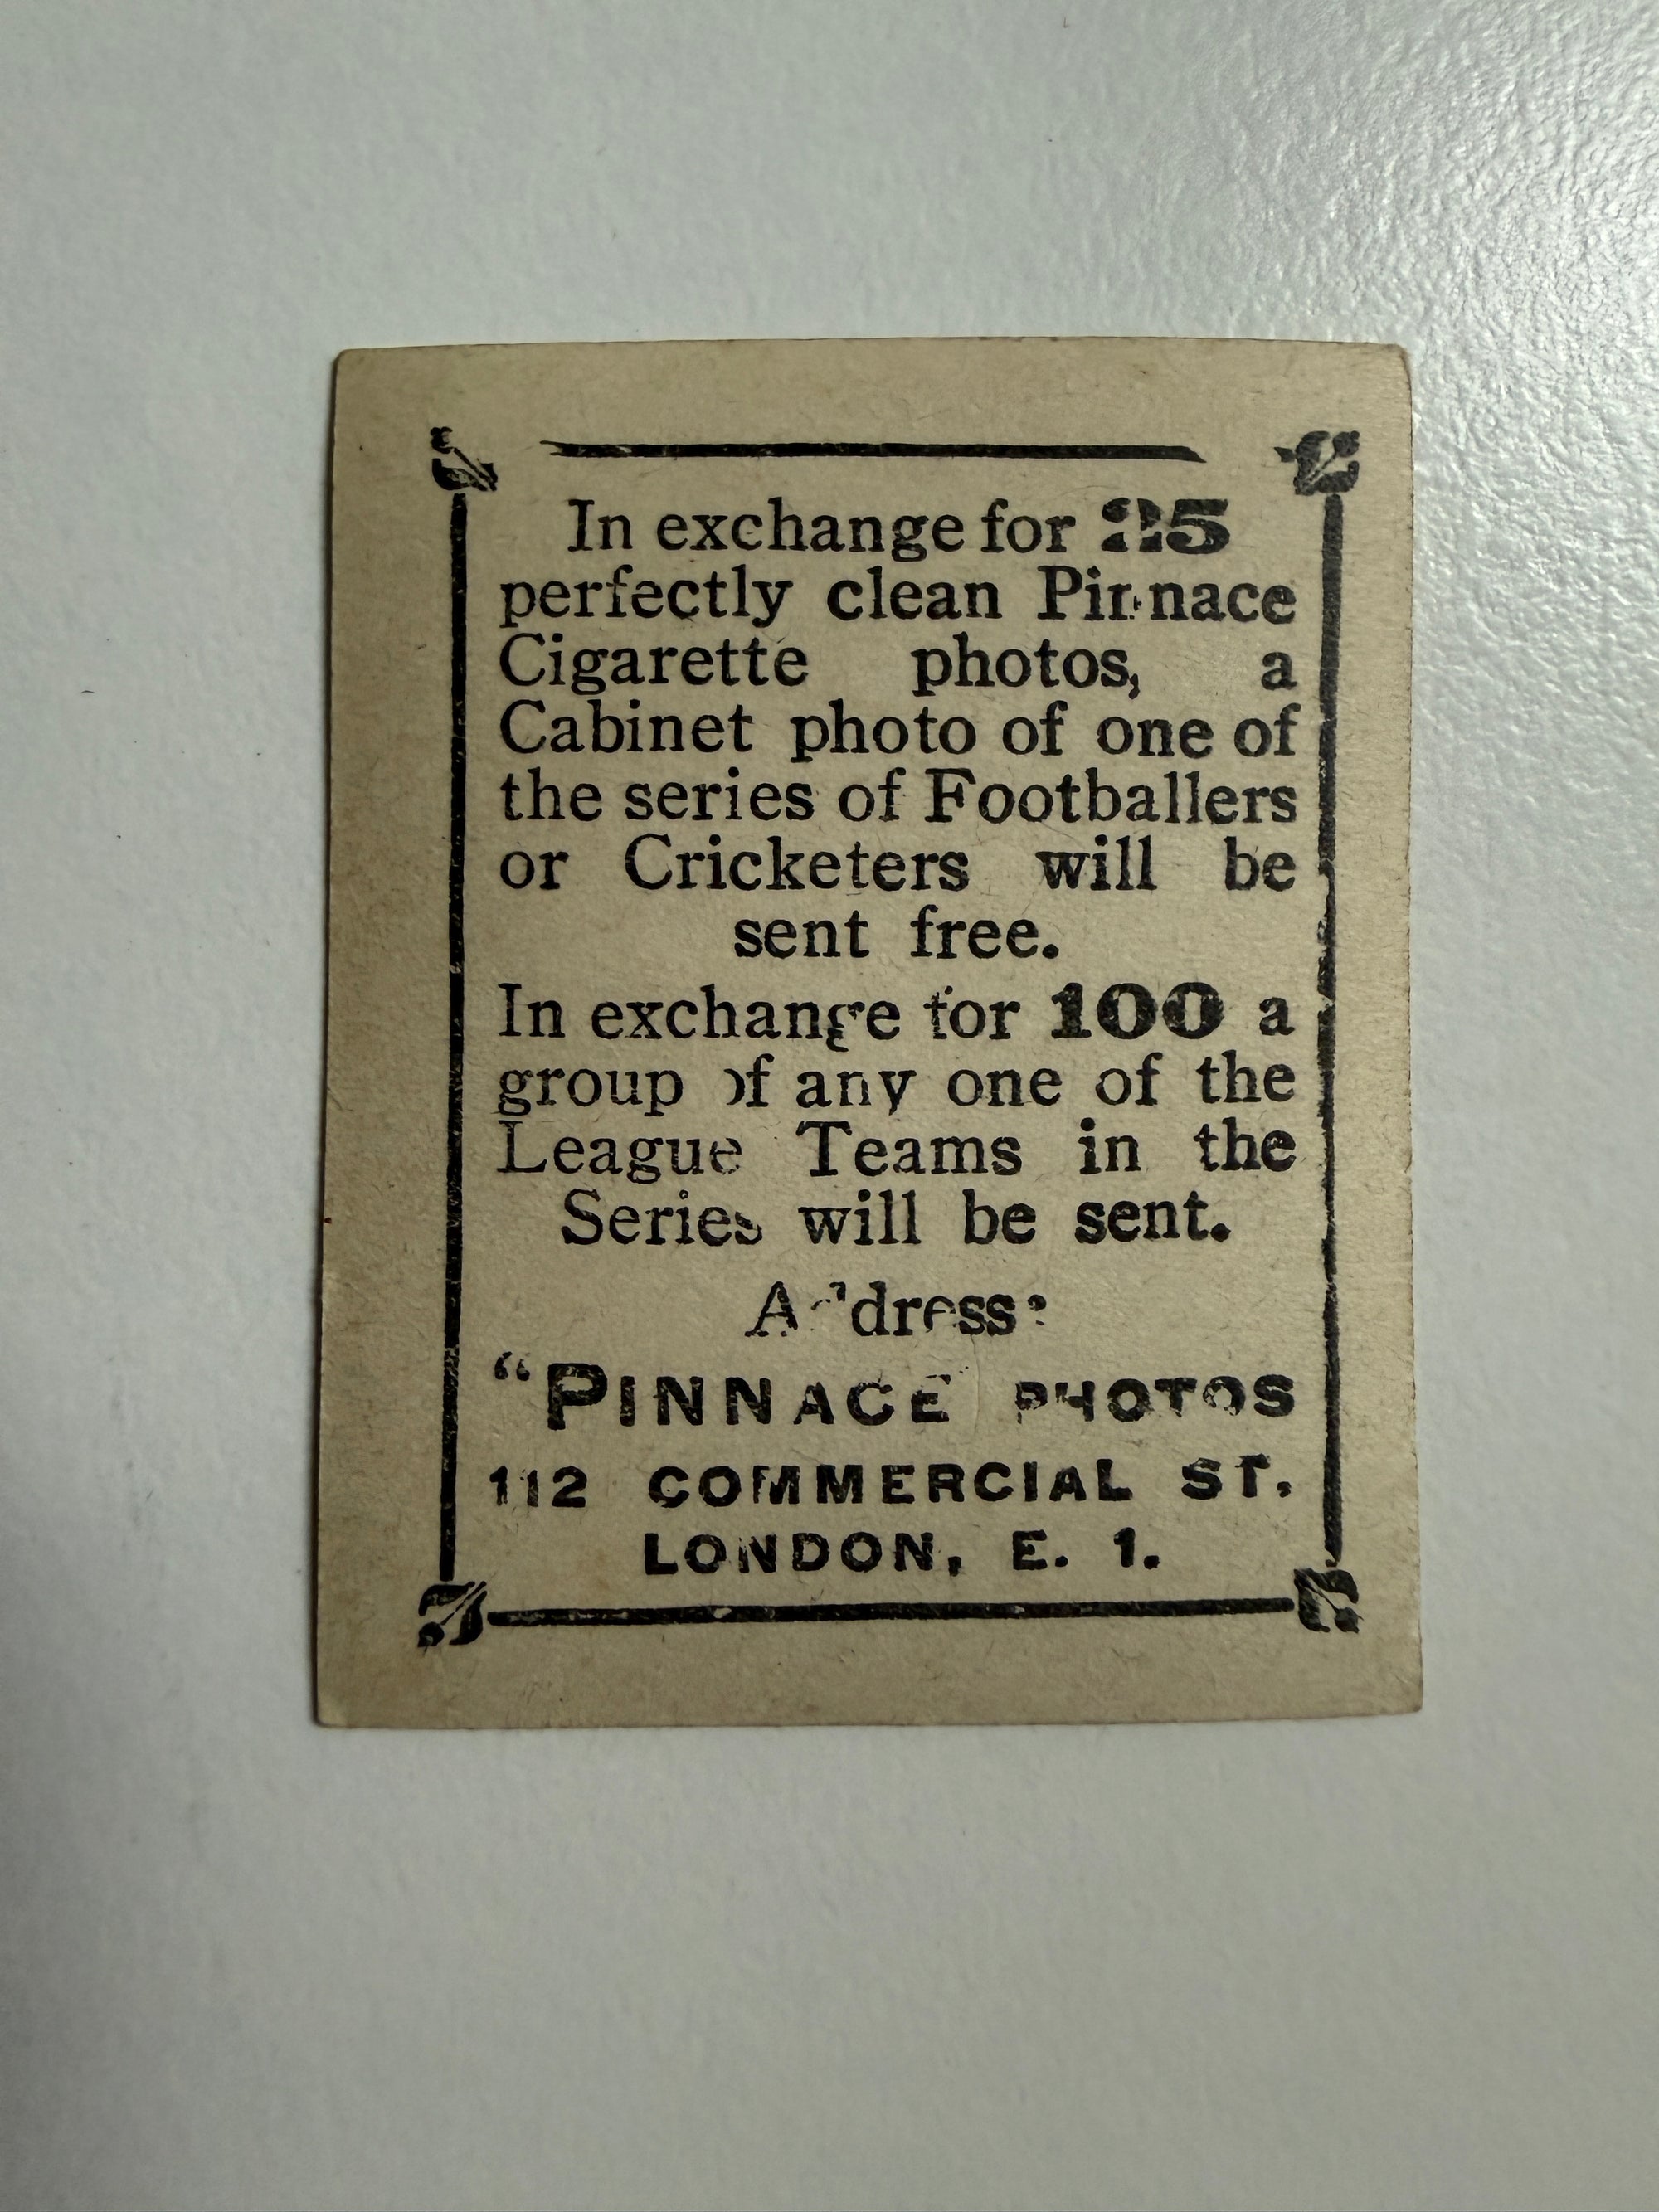 In exchange for 25
perfectly clean Pinnace
Cigarette photos, a
Cabinet photo of one of
the series of Footballers
or Cricketers will be
sent free.
In exchange for 100 a
group of any one of the
League Teams in the
Series will be sent.
Address:
"PINNACE PHOTOS
112 COMMERCIAL ST.
LONDON, E. 1.